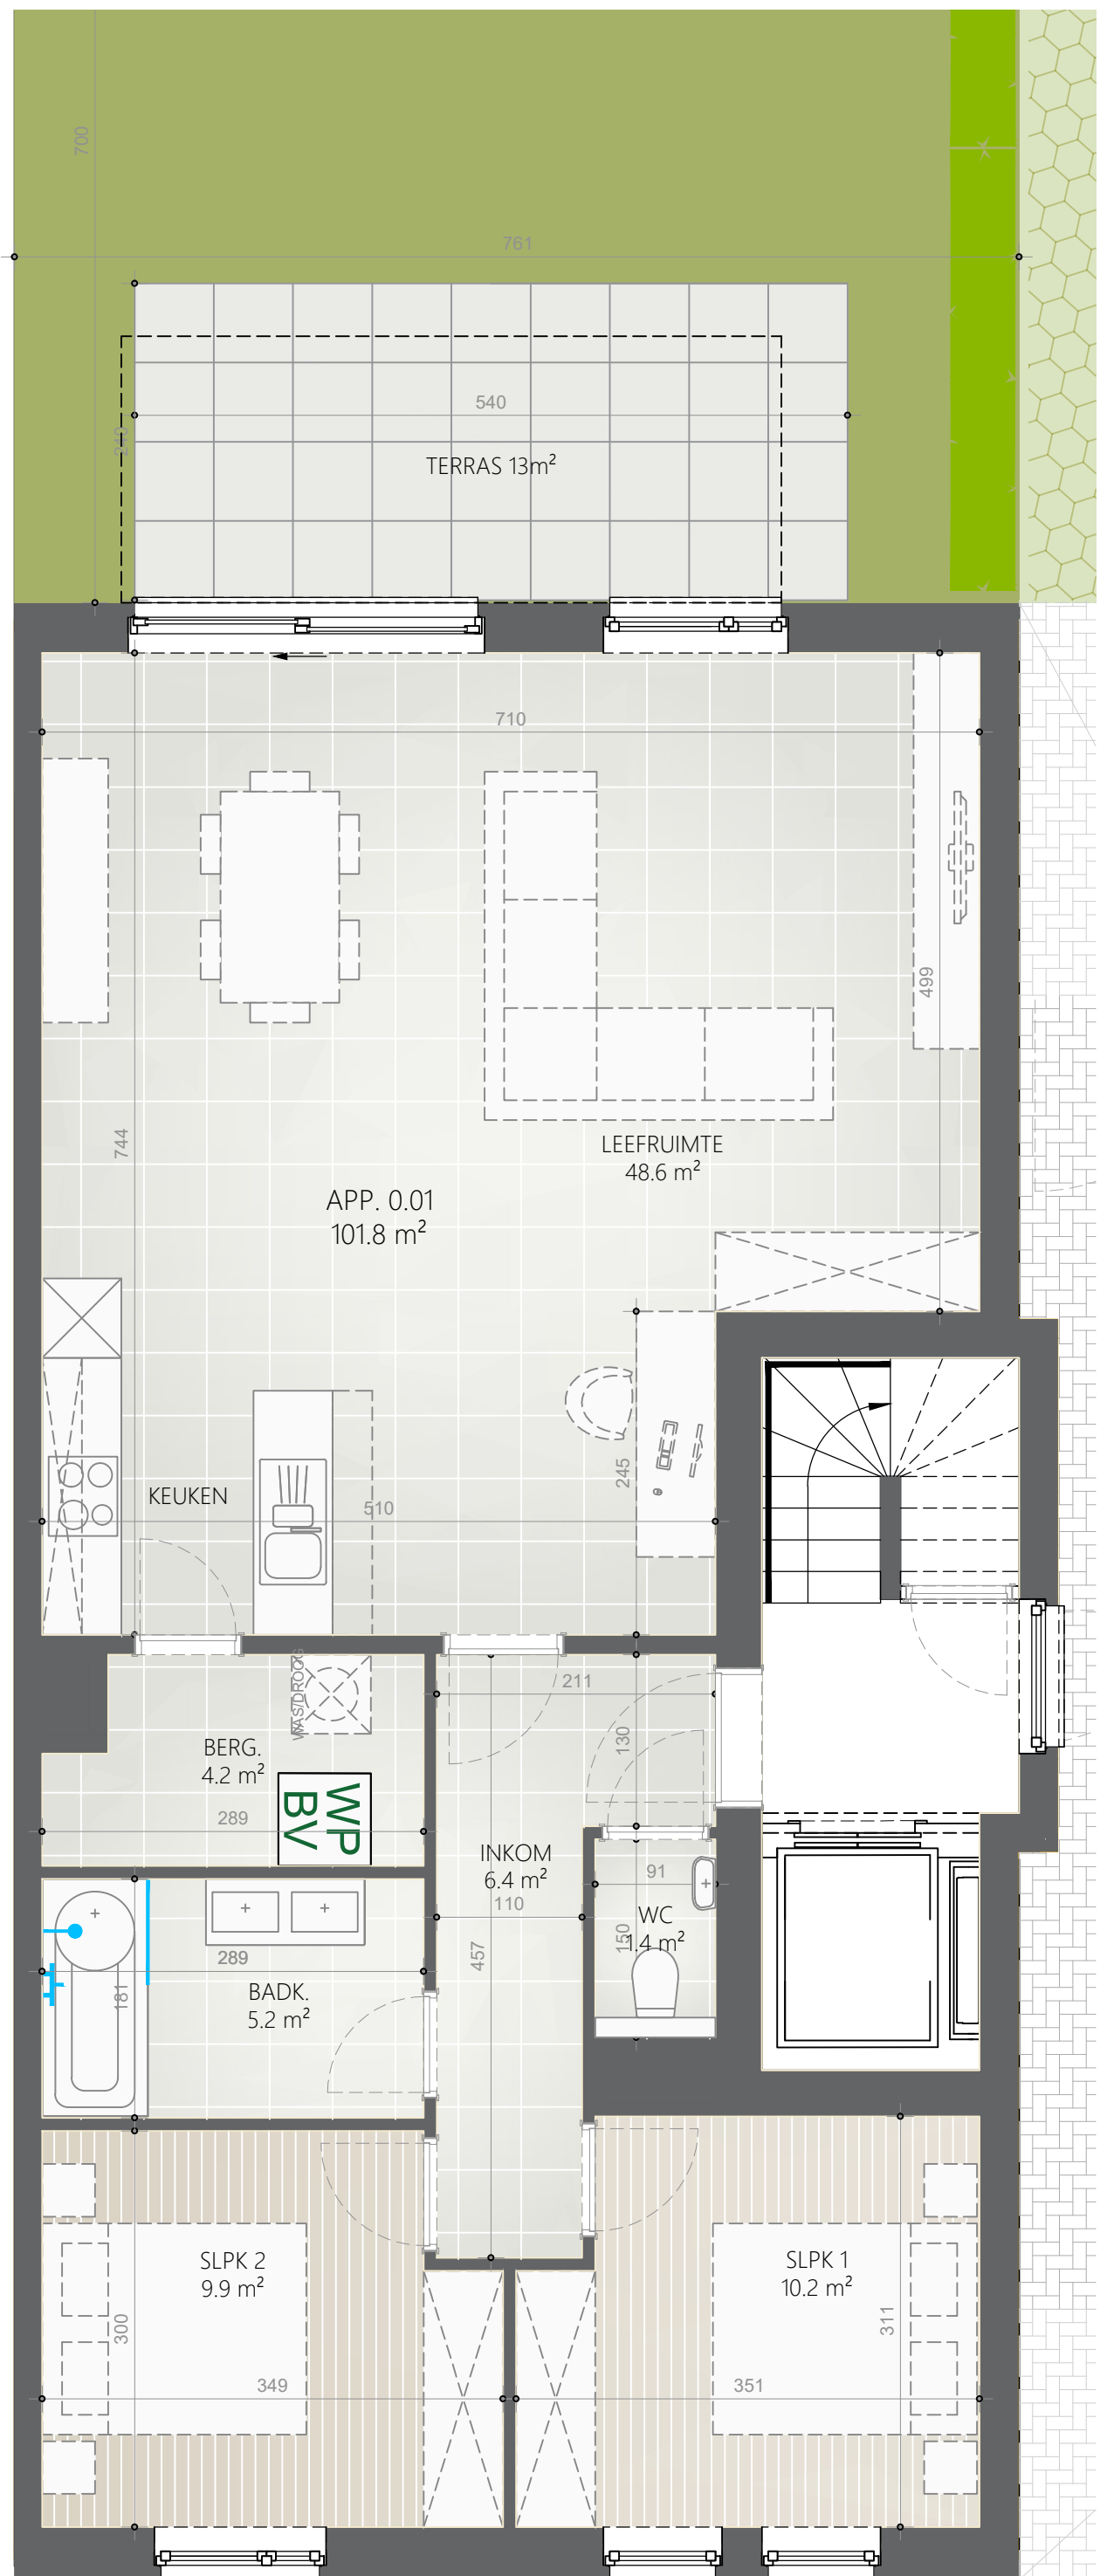 700
761
540
240
TERRAS 13m²
710
499
744
LEEFRUIMTE
48.6 m²
APP. 0.01
101.8 m²
245
KEUKEN
510
WAS/DROOG
211
130
BERG.
4.2 m²
WP
BV
289
INKOM
6.4 m²
91
110
WC
1.4 m²
150
457
289
181
BADK.
5.2 m²
SLPK 2
9.9 m²
SLPK 1
10.2 m²
300
311
349
351